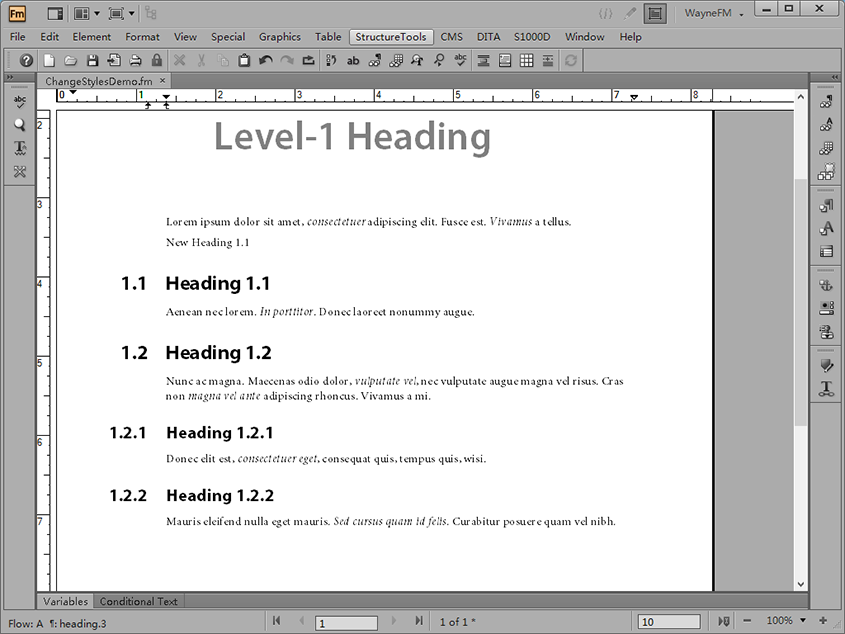 Fm
WayneFM
File Edit Element Format View Special Graphics Table StructureTools CMS DITA S1000D Window Help
ChangeStylesDemo.fm ×
0 1 2 3 4 5 6 7 8
Level-1 Heading
Lorem ipsum dolor sit amet, consectetuer adipiscing elit. Fusce est. Vivamus a tellus.
New Heading 1.1
1.1 Heading 1.1
Aenean nec lorem. In porttitor. Donec laoreet nonummy augue.
1.2 Heading 1.2
Nunc ac magna. Maecenas odio dolor, vulputate vel, nec vulputate augue magna vel risus. Cras
non magna vel ante adipiscing rhoncus. Vivamus a mi.
1.2.1 Heading 1.2.1
Donec elit est, consectetuer eget, consequat quis, tempus quis, wisi.
1.2.2 Heading 1.2.2
Mauris eleifend nulla eget mauris. Sed cursus quam id felis. Curabitur posuere quam vel nibh.
2
3
4
5
6
7
Variables Conditional Text
Flow: A ¶: heading.3 1 1 of 1 * 10 100%